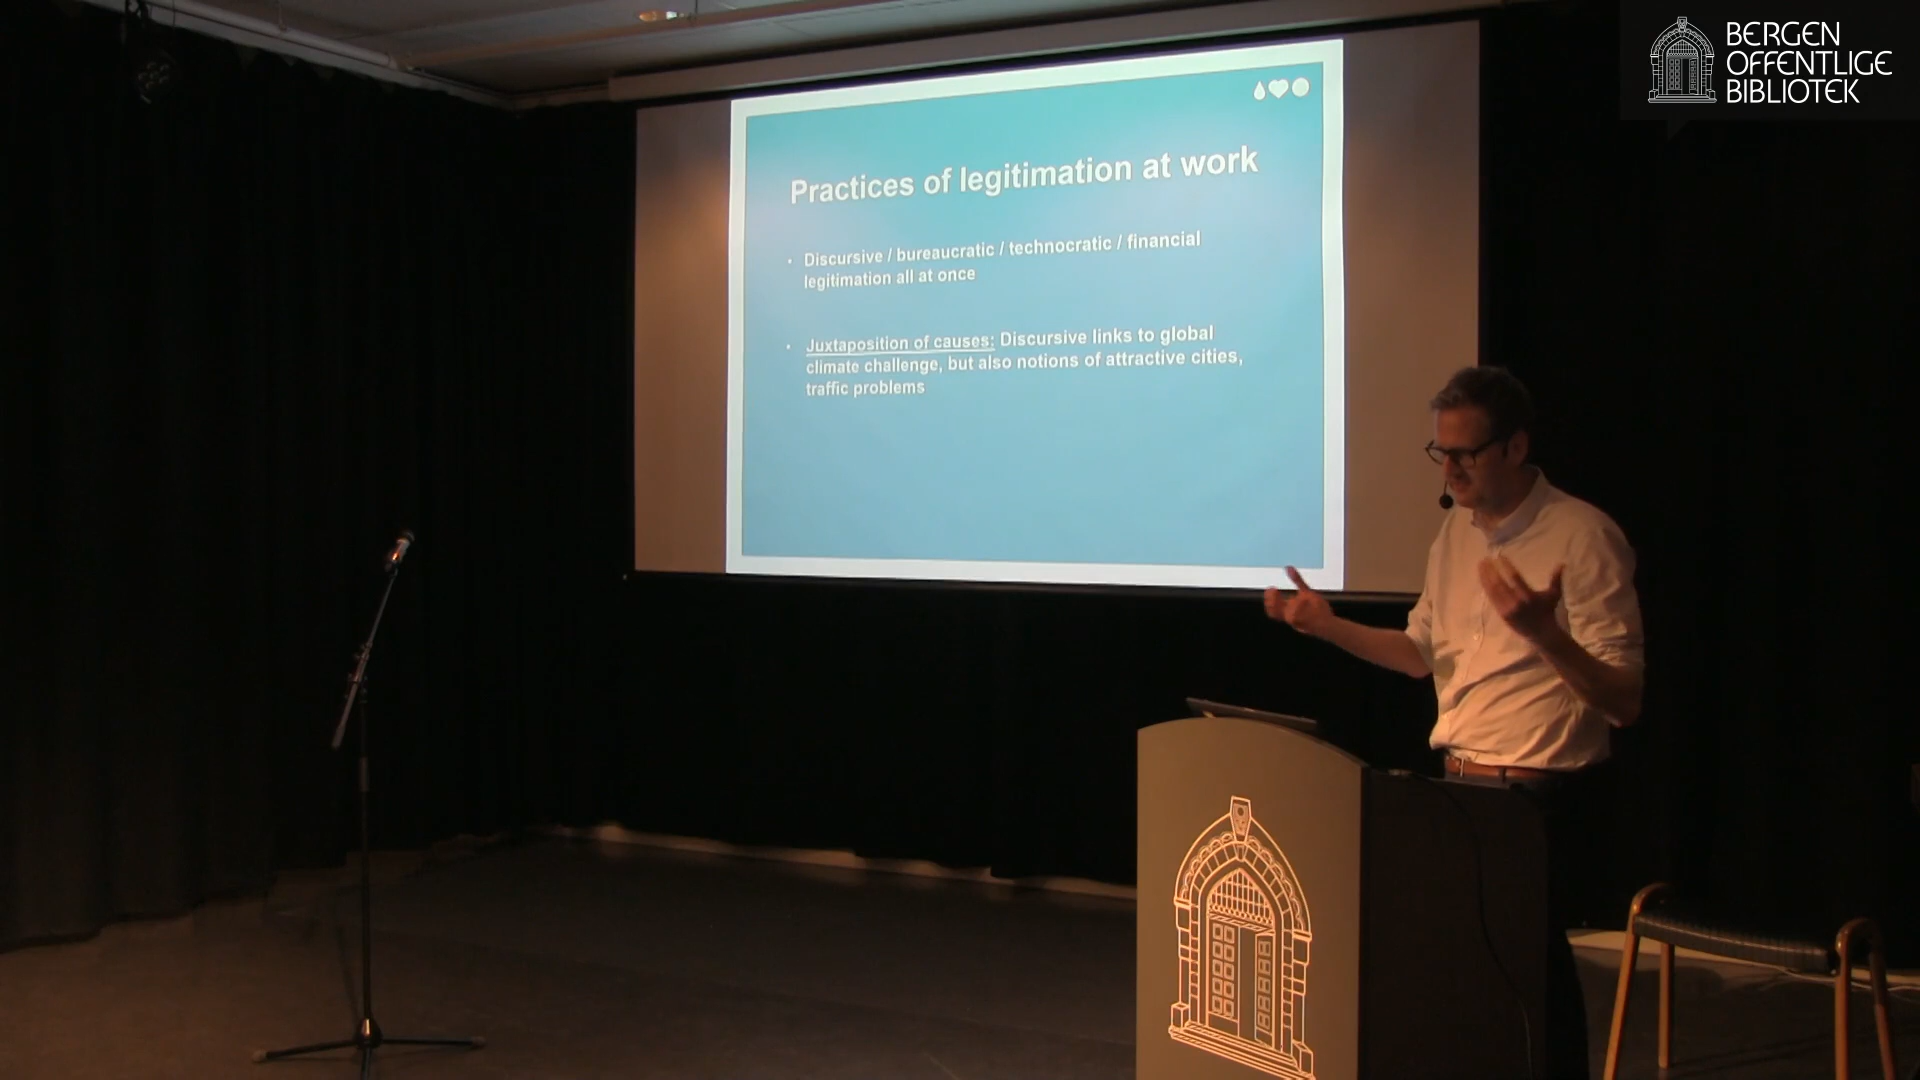 BERGEN
OFFENTLIGE
BIBLIOTEK
Practices of legitimation at work
• Discursive / bureaucratic / technocratic / financial
legitimation all at once
• Juxtaposition of causes: Discursive links to global
climate challenge, but also notions of attractive cities,
traffic problems